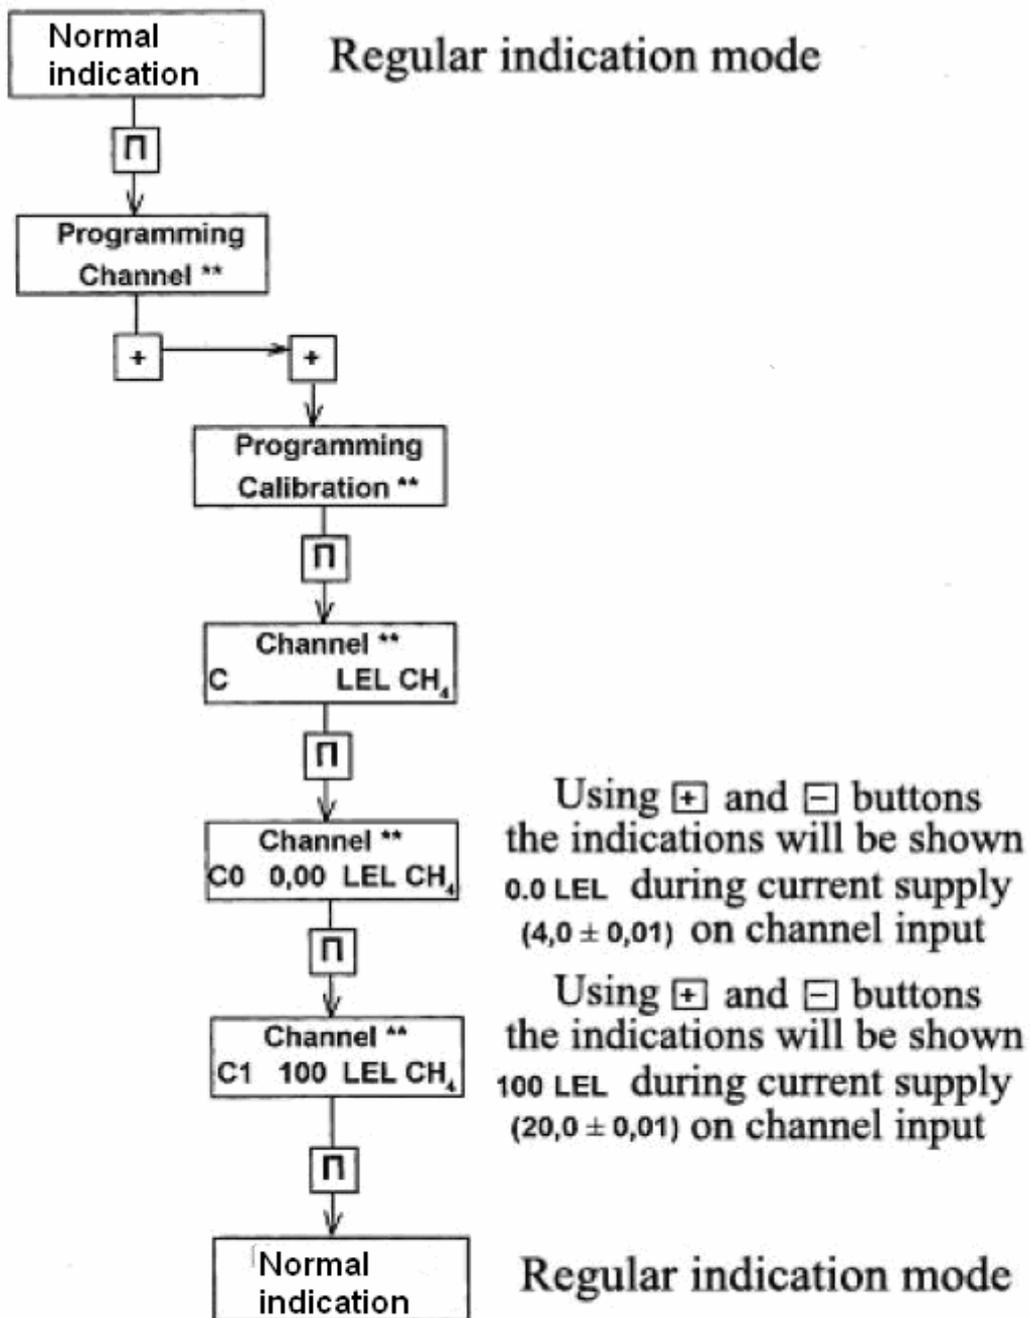 Normal
indication
Regular indication mode
П
Programming
Channel **
+
+
Programming
Calibration **
П
Channel **
C LEL CH₄
П
Channel **
C0 0,00 LEL CH₄
Using + and − buttons
the indications will be shown
0.0 LEL during current supply
(4,0 ± 0,01) on channel input
П
Channel **
C1 100 LEL CH₄
Using + and − buttons
the indications will be shown
100 LEL during current supply
(20,0 ± 0,01) on channel input
П
Normal
indication
Regular indication mode